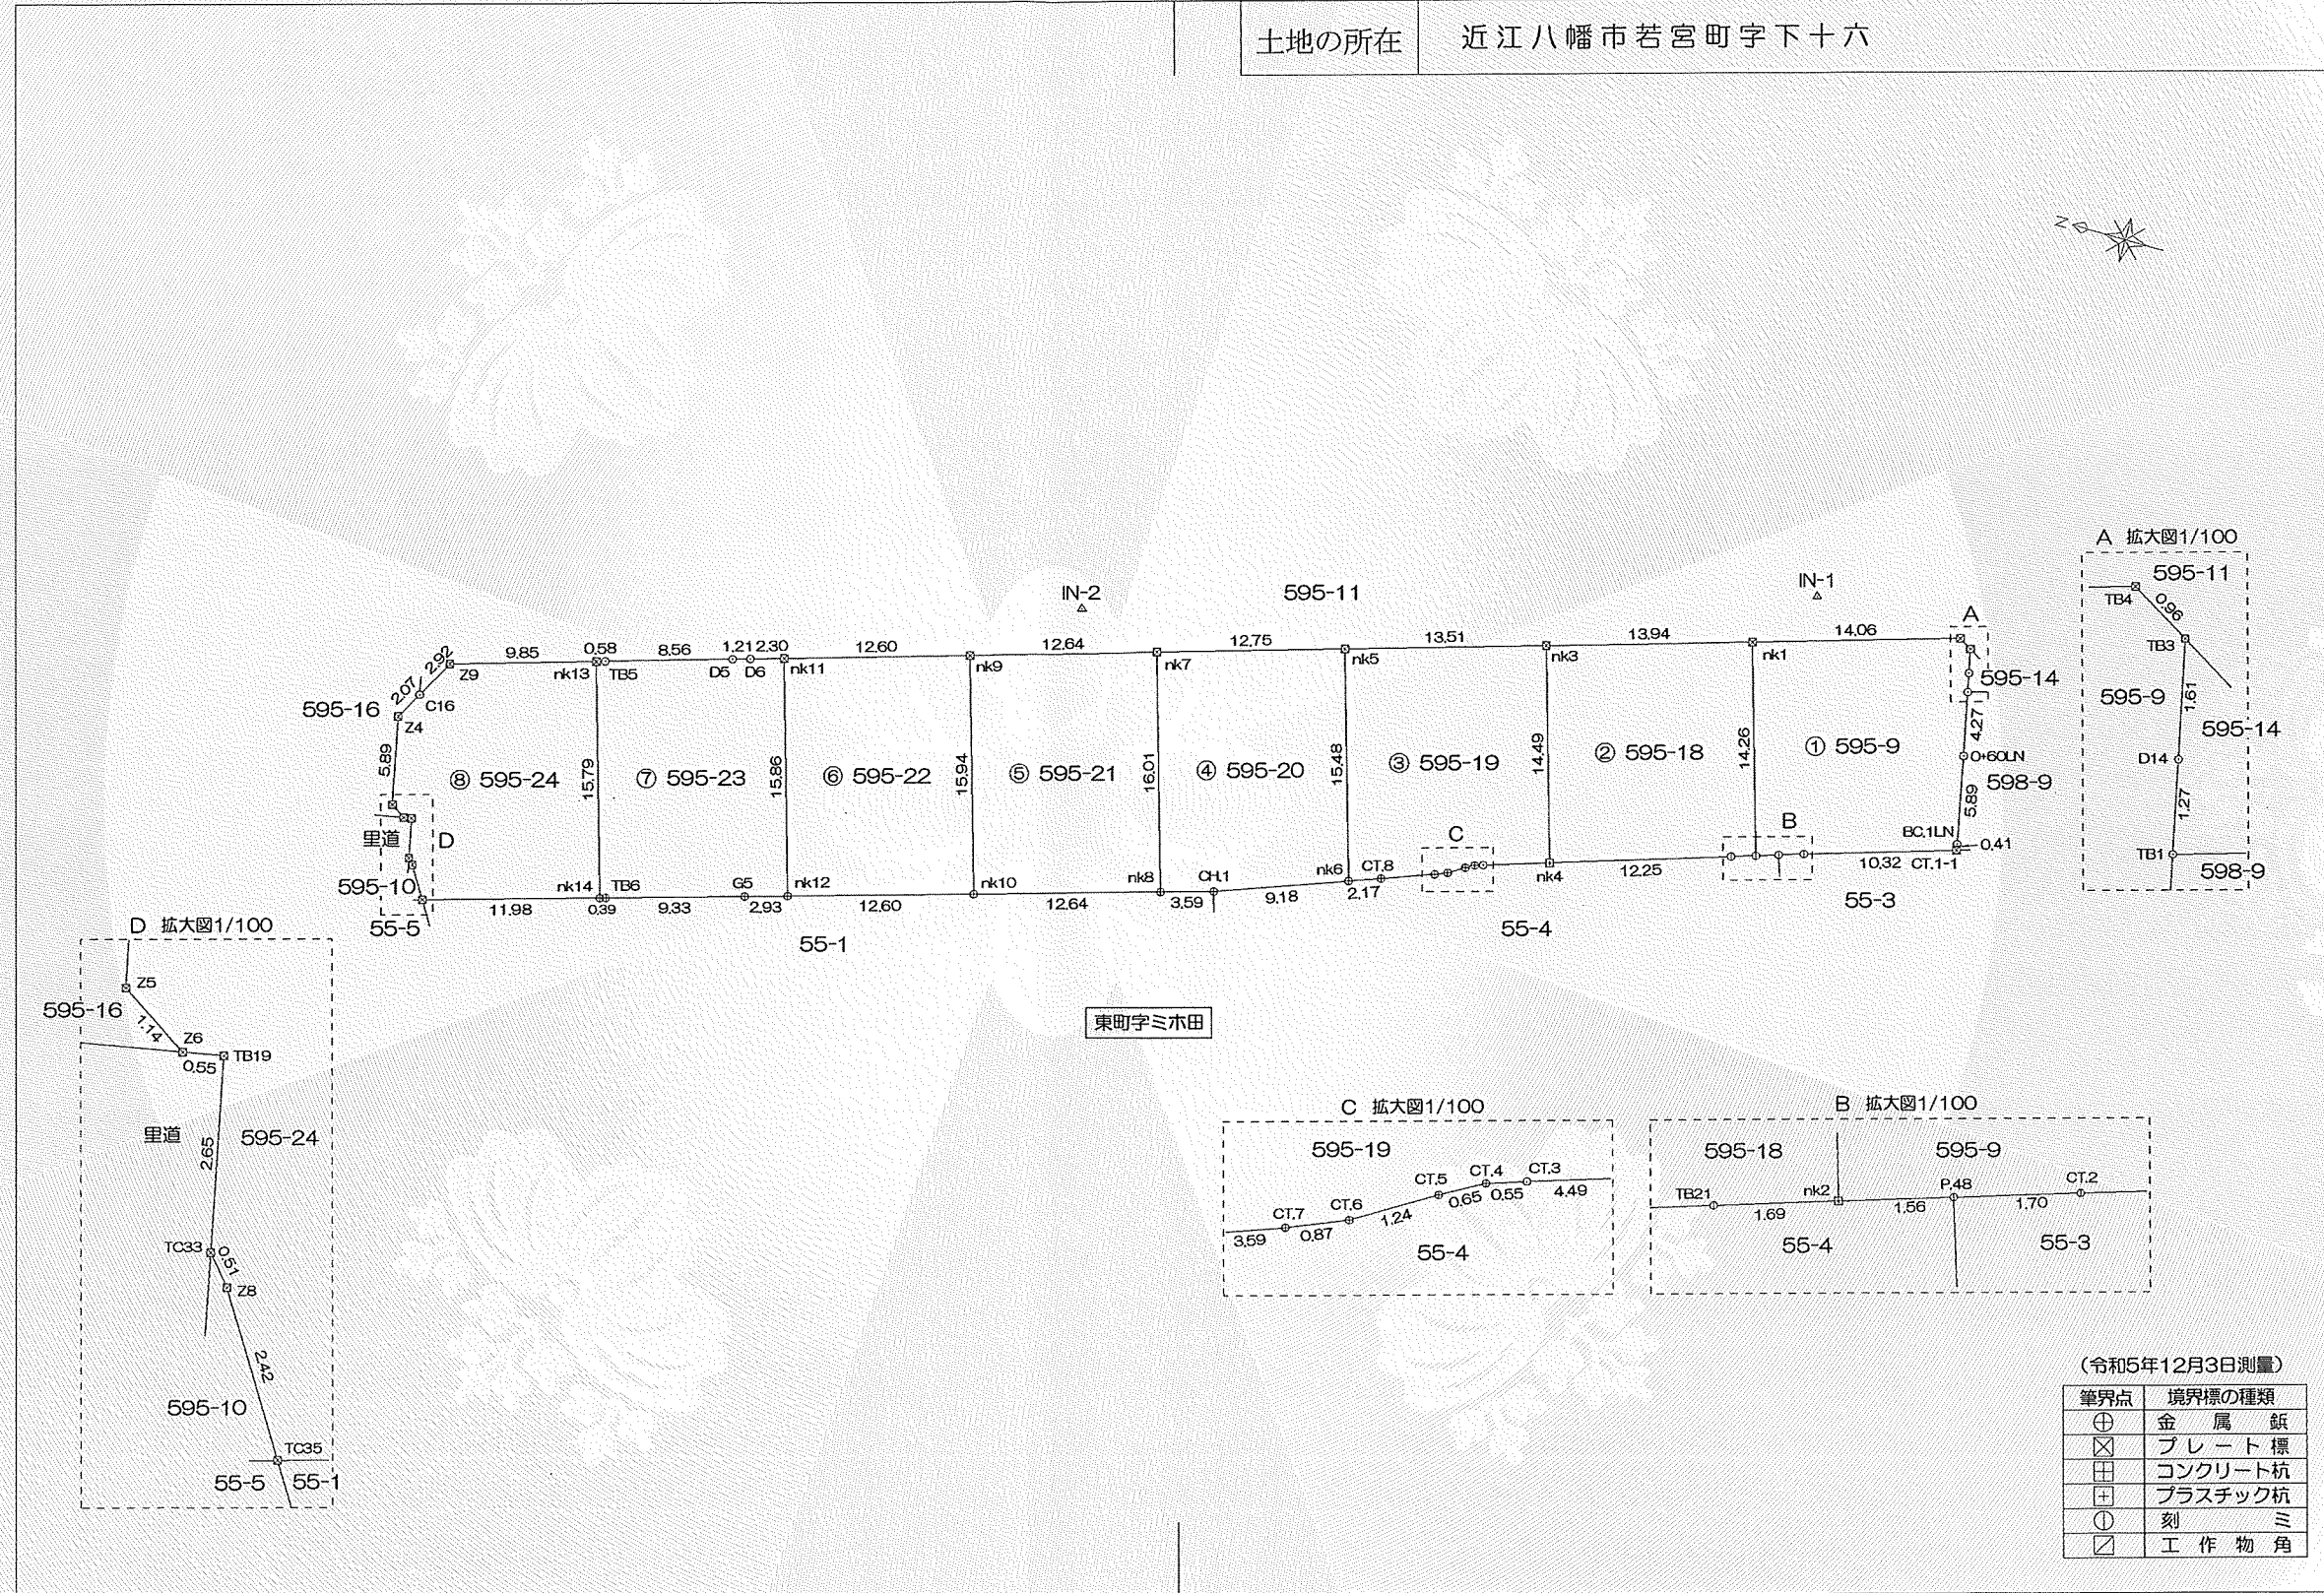 土地の所在 近江八幡市若宮町字下十六
N
A 拡大図1/100
595-11
TB4
0.96
TB3
595-9
1.61
595-14
D14
1.27
TB1
598-9
IN-2
595-11
IN-1
A
2.07
2.92
9.85
0.58
8.56
1.21
2.30
12.60
12.64
12.75
13.51
13.94
14.06
Z9
nk13
TB5
D5
D6
nk11
nk9
nk7
nk5
nk3
nk1
595-16
C16
Z4
595-14
5.89
4.27
⑧ 595-24
15.79
⑦ 595-23
15.86
⑥ 595-22
15.94
⑤ 595-21
16.01
④ 595-20
15.48
③ 595-19
14.49
② 595-18
14.26
① 595-9
0+60LN
598-9
5.89
里道
D
C
B
BC.1LN
0.41
595-10
nk14
TB6
G5
nk12
nk10
nk8
CH.1
nk6
CT.8
nk4
CT.1-1
11.98
0.39
9.33
2.93
12.60
12.64
3.59
9.18
2.17
12.25
10.32
55-5
55-1
55-4
55-3
東町字ミホ田
D 拡大図1/100
Z5
595-16
1.14
Z6
TB19
0.55
里道
2.65
595-24
TC33
0.51
Z8
2.42
595-10
TC35
55-5
55-1
C 拡大図1/100
595-19
CT.7
CT.6
CT.5
CT.4
CT.3
3.59
0.87
1.24
0.65
0.55
4.49
55-4
B 拡大図1/100
595-18
595-9
TB21
nk2
P.48
CT.2
1.69
1.56
1.70
55-4
55-3
(令和5年12月3日測量)
筆界点 境界標の種類
金属鋲
プレート標
コンクリート杭
プラスチック杭
刻ミ
工作物角